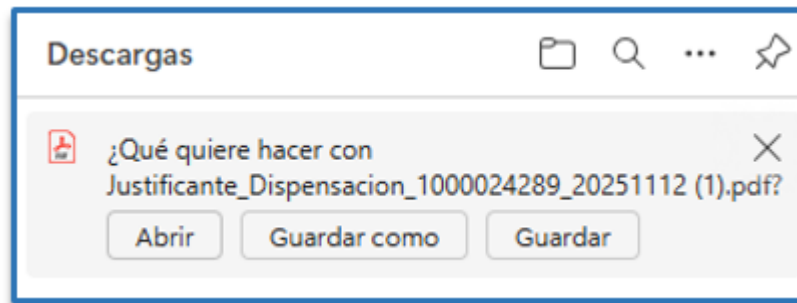 Descargas
¿Qué quiere hacer con
Justificante_Dispensacion_1000024289_20251112 (1).pdf?
Abrir Guardar como Guardar